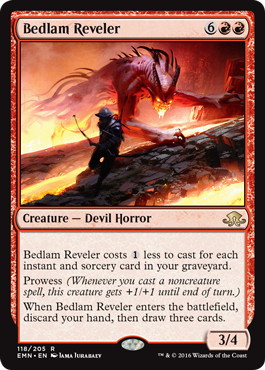 Bedlam Reveler 6
Creature — Devil Horror
Bedlam Reveler costs 1 less to cast for each
instant and sorcery card in your graveyard.
Prowess (Whenever you cast a noncreature
spell, this creature gets +1/+1 until end of turn.)
When Bedlam Reveler enters the battlefield,
discard your hand, then draw three cards.
3/4
118/205 R
EMN • EN
™ & © 2016 Wizards of the Coast